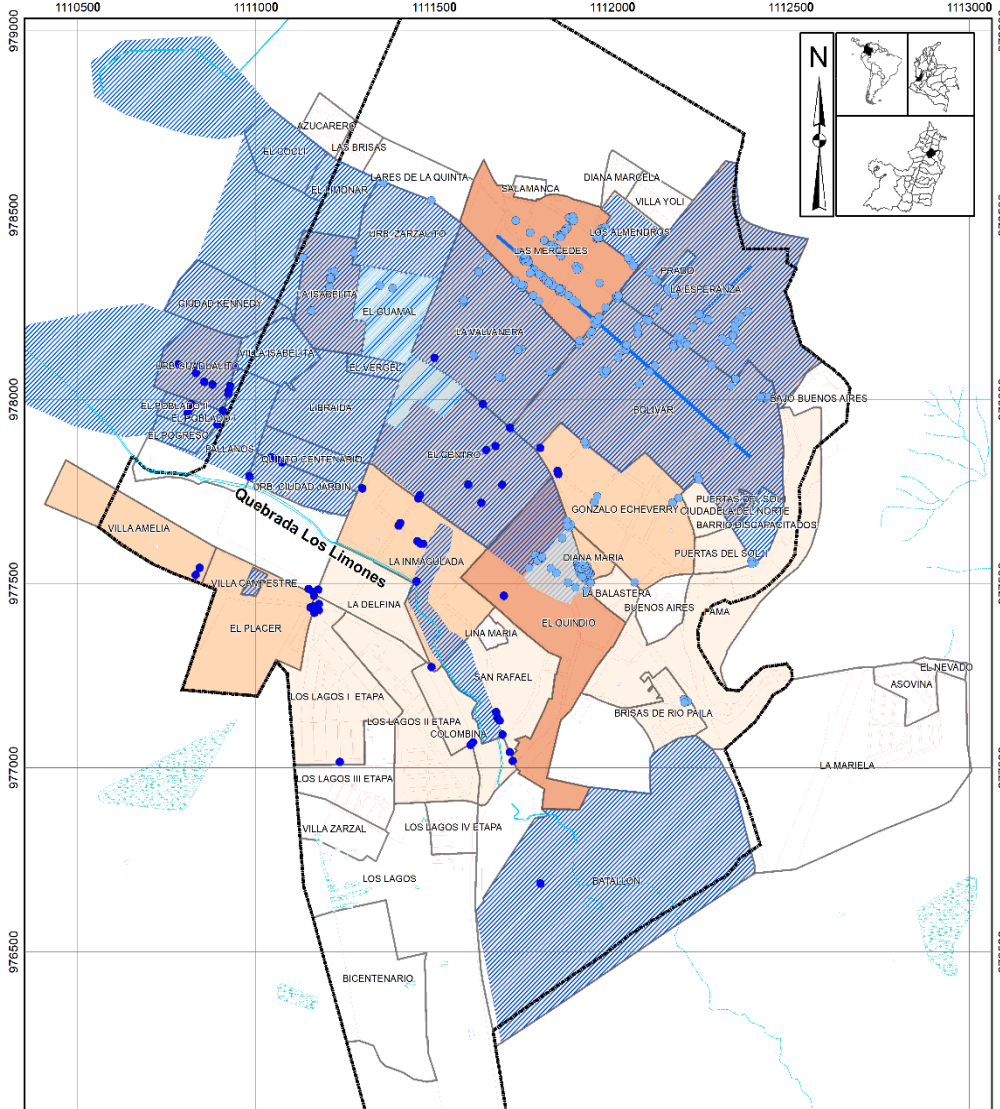 1110500
1111000
1111500
1112000
1112500
1113000
979000
978500
978000
977500
977000
976500
N
AZUCARERO
LAS BRISAS
EL COCLI
EL LIMONAR
LARES DE LA QUINTA
SALAMANCA
DIANA MARCELA
VILLA YOLI
URB. ZARZALITO
LAS MERCEDES
LOS ALMENDROS
PRADO
LA ESPERANZA
CIUDAD KENNEDY
A ISABELITA
EL GUAMAL
LA VALVANERA
VILLA ISABELITA
URB.GUADUALITO
EL VERGEL
LIBRAIDA
BOLIVAR
BAJO BUENOS AIRES
EL POBLADO II
EL POBLADO I
EL POGRESO
PALLANOS
QUINTO CENTENARIO
EL CENTRO
URB. CIUDAD JARDIN
GONZALO ECHEVERRY
PUERTAS DEL SOL I
CIUDADELA DEL NORTE
BARRIO DISCAPACITADOS
PUERTAS DEL SOL II
VILLA AMELIA
Quebrada Los Limones
LA INMACULADA
DIANA MARIA
LA BALASTERA
BUENOS AIRES
VILLA CAMPESTRE
LA DELFINA
EL PLACER
LINA MARIA
EL QUINDIO
SAN RAFAEL
LOS LAGOS I ETAPA
LOS LAGOS II ETAPA
COLOMBINA
BRISAS DE RIO PAILA
EL NEVADO
ASOVINA
LA MARIELA
LOS LAGOS III ETAPA
VILLA ZARZAL
LOS LAGOS IV ETAPA
LOS LAGOS
BATALLON
BICENTENARIO